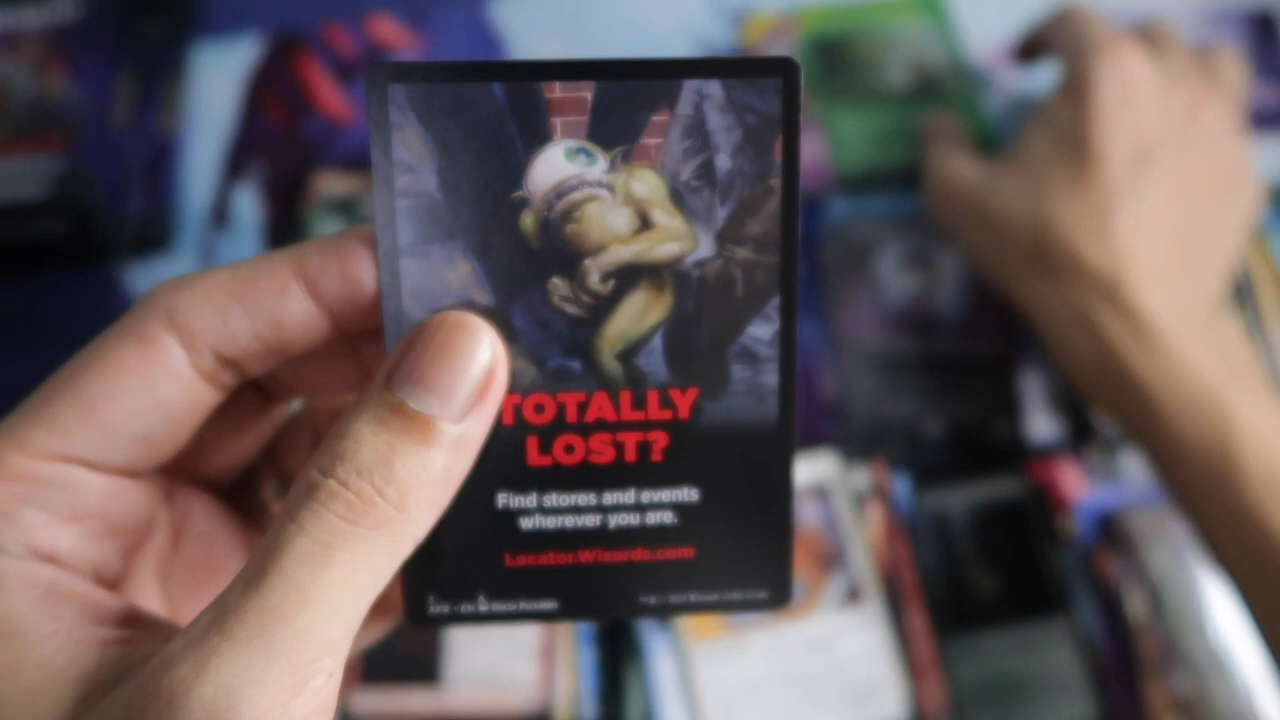 TOTALLY
LOST?
Find stores and events
wherever you are.
Locator.Wizards.com